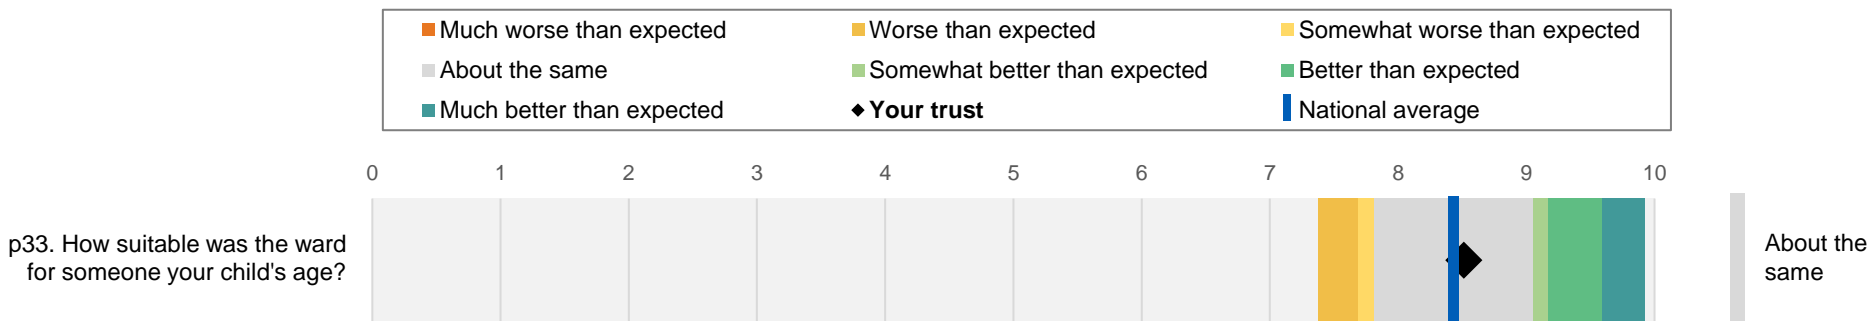 Much worse than expected Worse than expected Somewhat worse than expected
About the same Somewhat better than expected Better than expected
Much better than expected Your trust National average
0 1 2 3 4 5 6 7 8 9 10
p33. How suitable was the ward
for someone your child's age?
About the
same